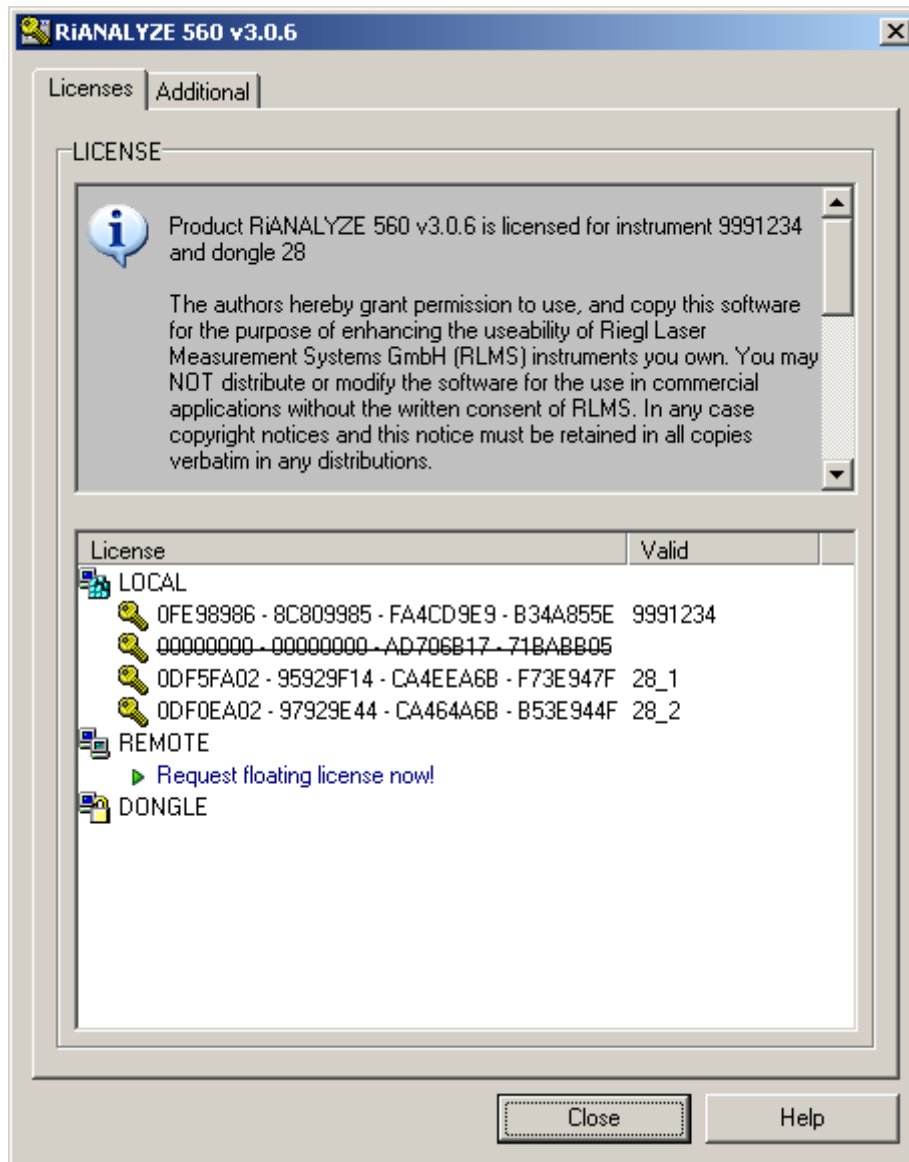 RiANALYZE 560 v3.0.6
Licenses Additional
LICENSE
Product RiANALYZE 560 v3.0.6 is licensed for instrument 9991234
and dongle 28
The authors hereby grant permission to use, and copy this software
for the purpose of enhancing the useability of Riegl Laser
Measurement Systems GmbH (RLMS) instruments you own. You may
NOT distribute or modify the software for the use in commercial
applications without the written consent of RLMS. In any case
copyright notices and this notice must be retained in all copies
verbatim in any distributions.
License Valid
LOCAL
0FE98986 - 8C809985 - FA4CD9E9 - B34A855E 9991234
00000000 - 00000000 - AD706B17 - 71BABB05
0DF5FA02 - 95929F14 - CA4EEA6B - F73E947F 28_1
0DF0EA02 - 97929E44 - CA464A6B - B53E944F 28_2
REMOTE
Request floating license now!
DONGLE
Close Help